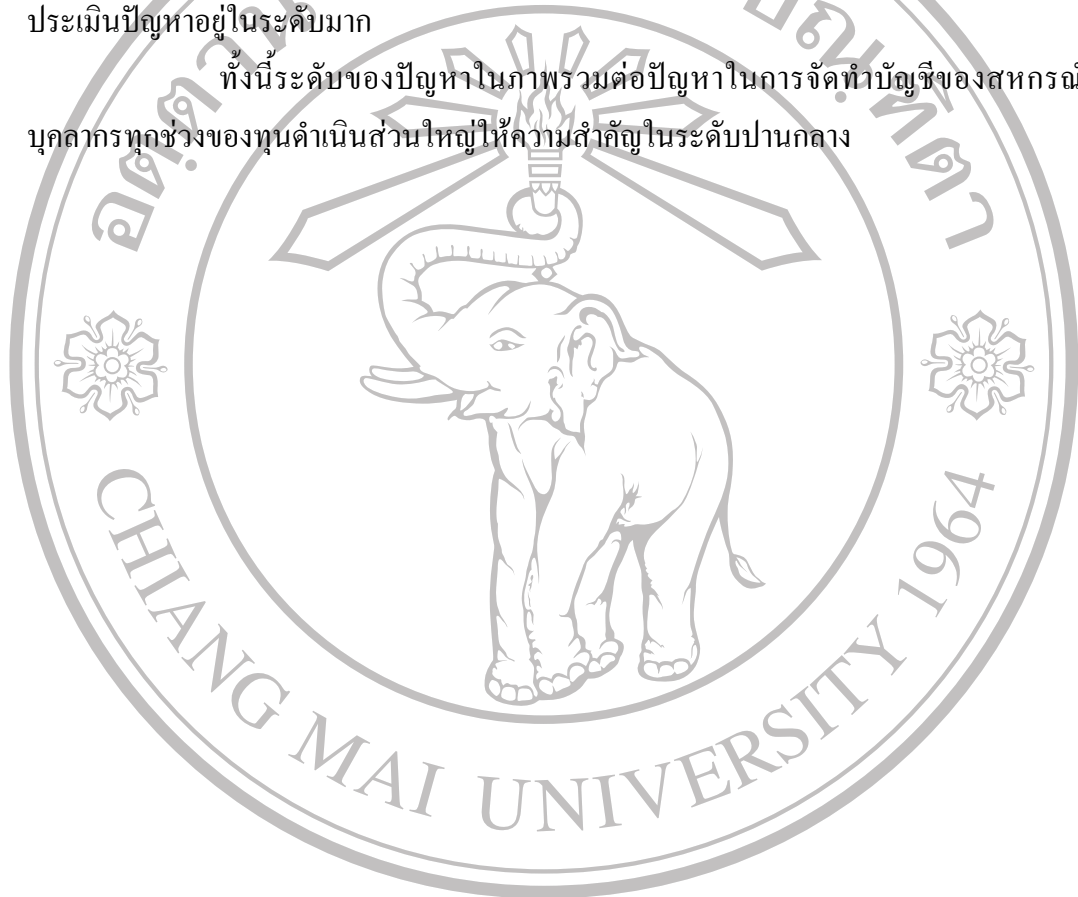 ประเมินปัญหาอยู่ในระดับมาก
ทั้งนี้ระดับของปัญหาในภาพรวมต่อปัญหาในการจัดทำบัญชีของสหกรณ์
บุคลากรทุกช่วงของทุนดำเนินส่วนใหญ่ให้ความสำคัญในระดับปานกลาง
CHIANG MAI UNIVERSITY 1964